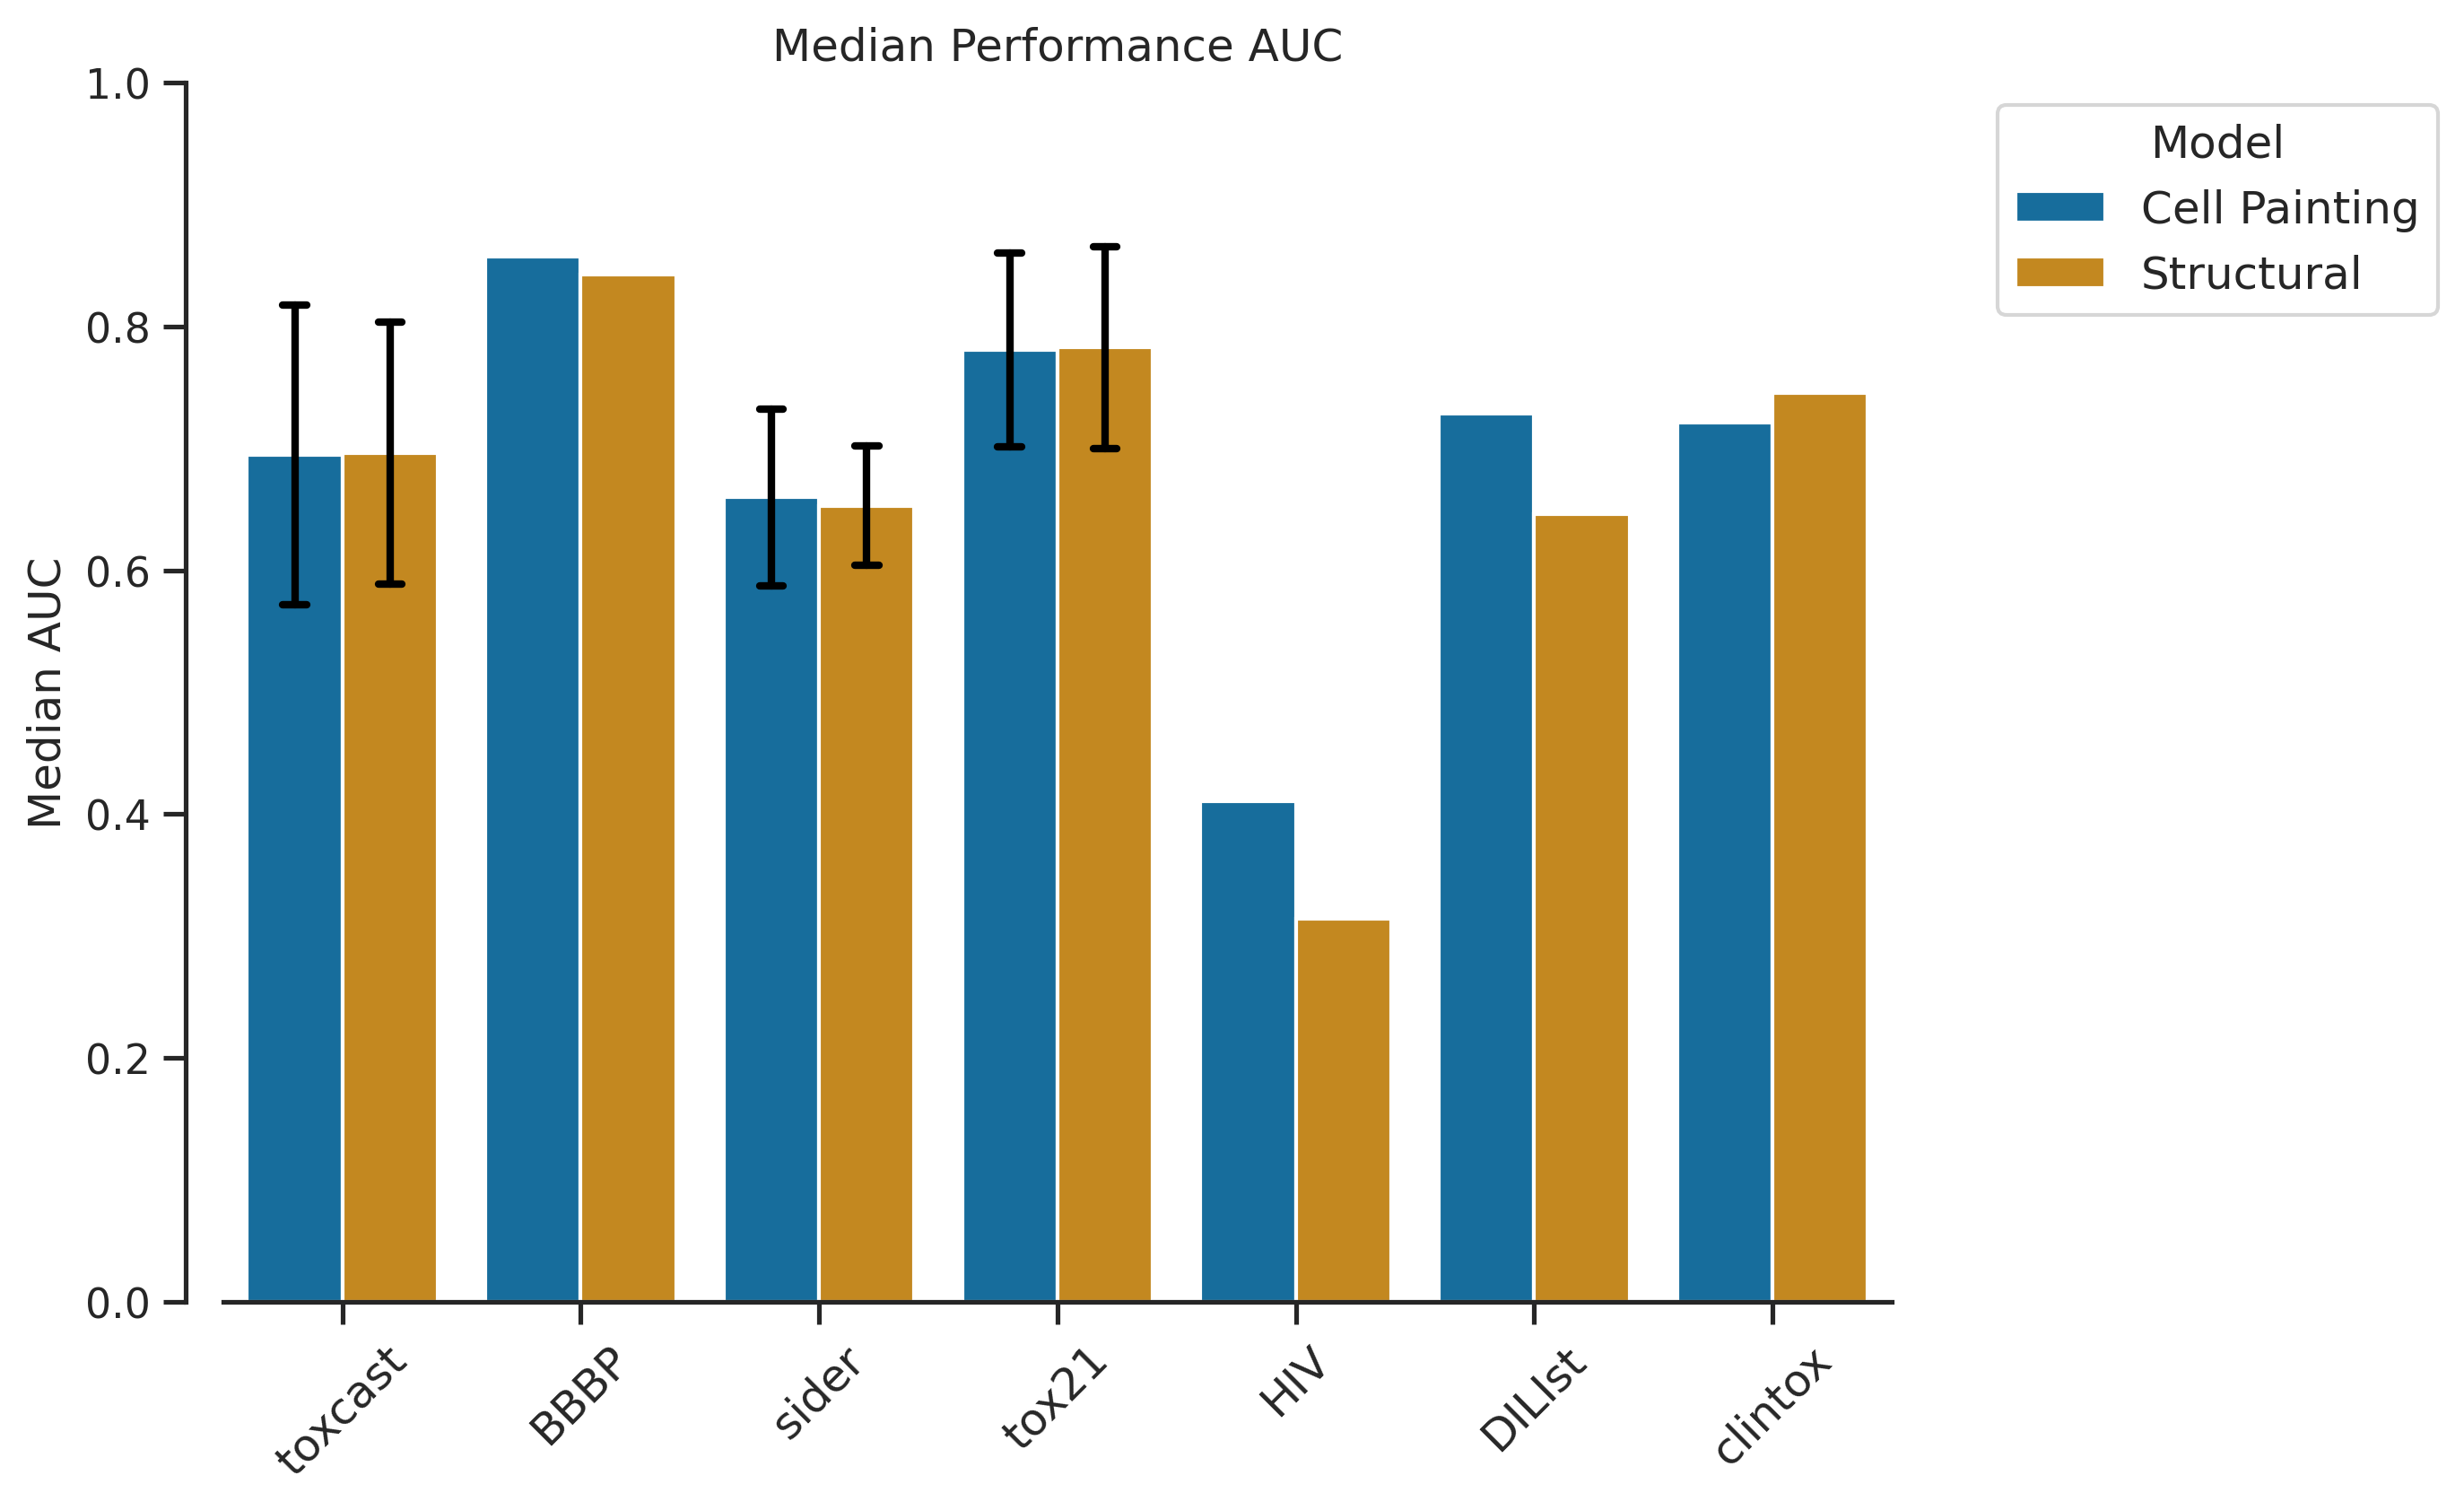 Median Performance AUC
1.0
0.8
0.6
0.4
0.2
0.0
Median AUC
toxcast
BBBP
sider
tox21
HIV
DILIst
clintox
Model
Cell Painting
Structural